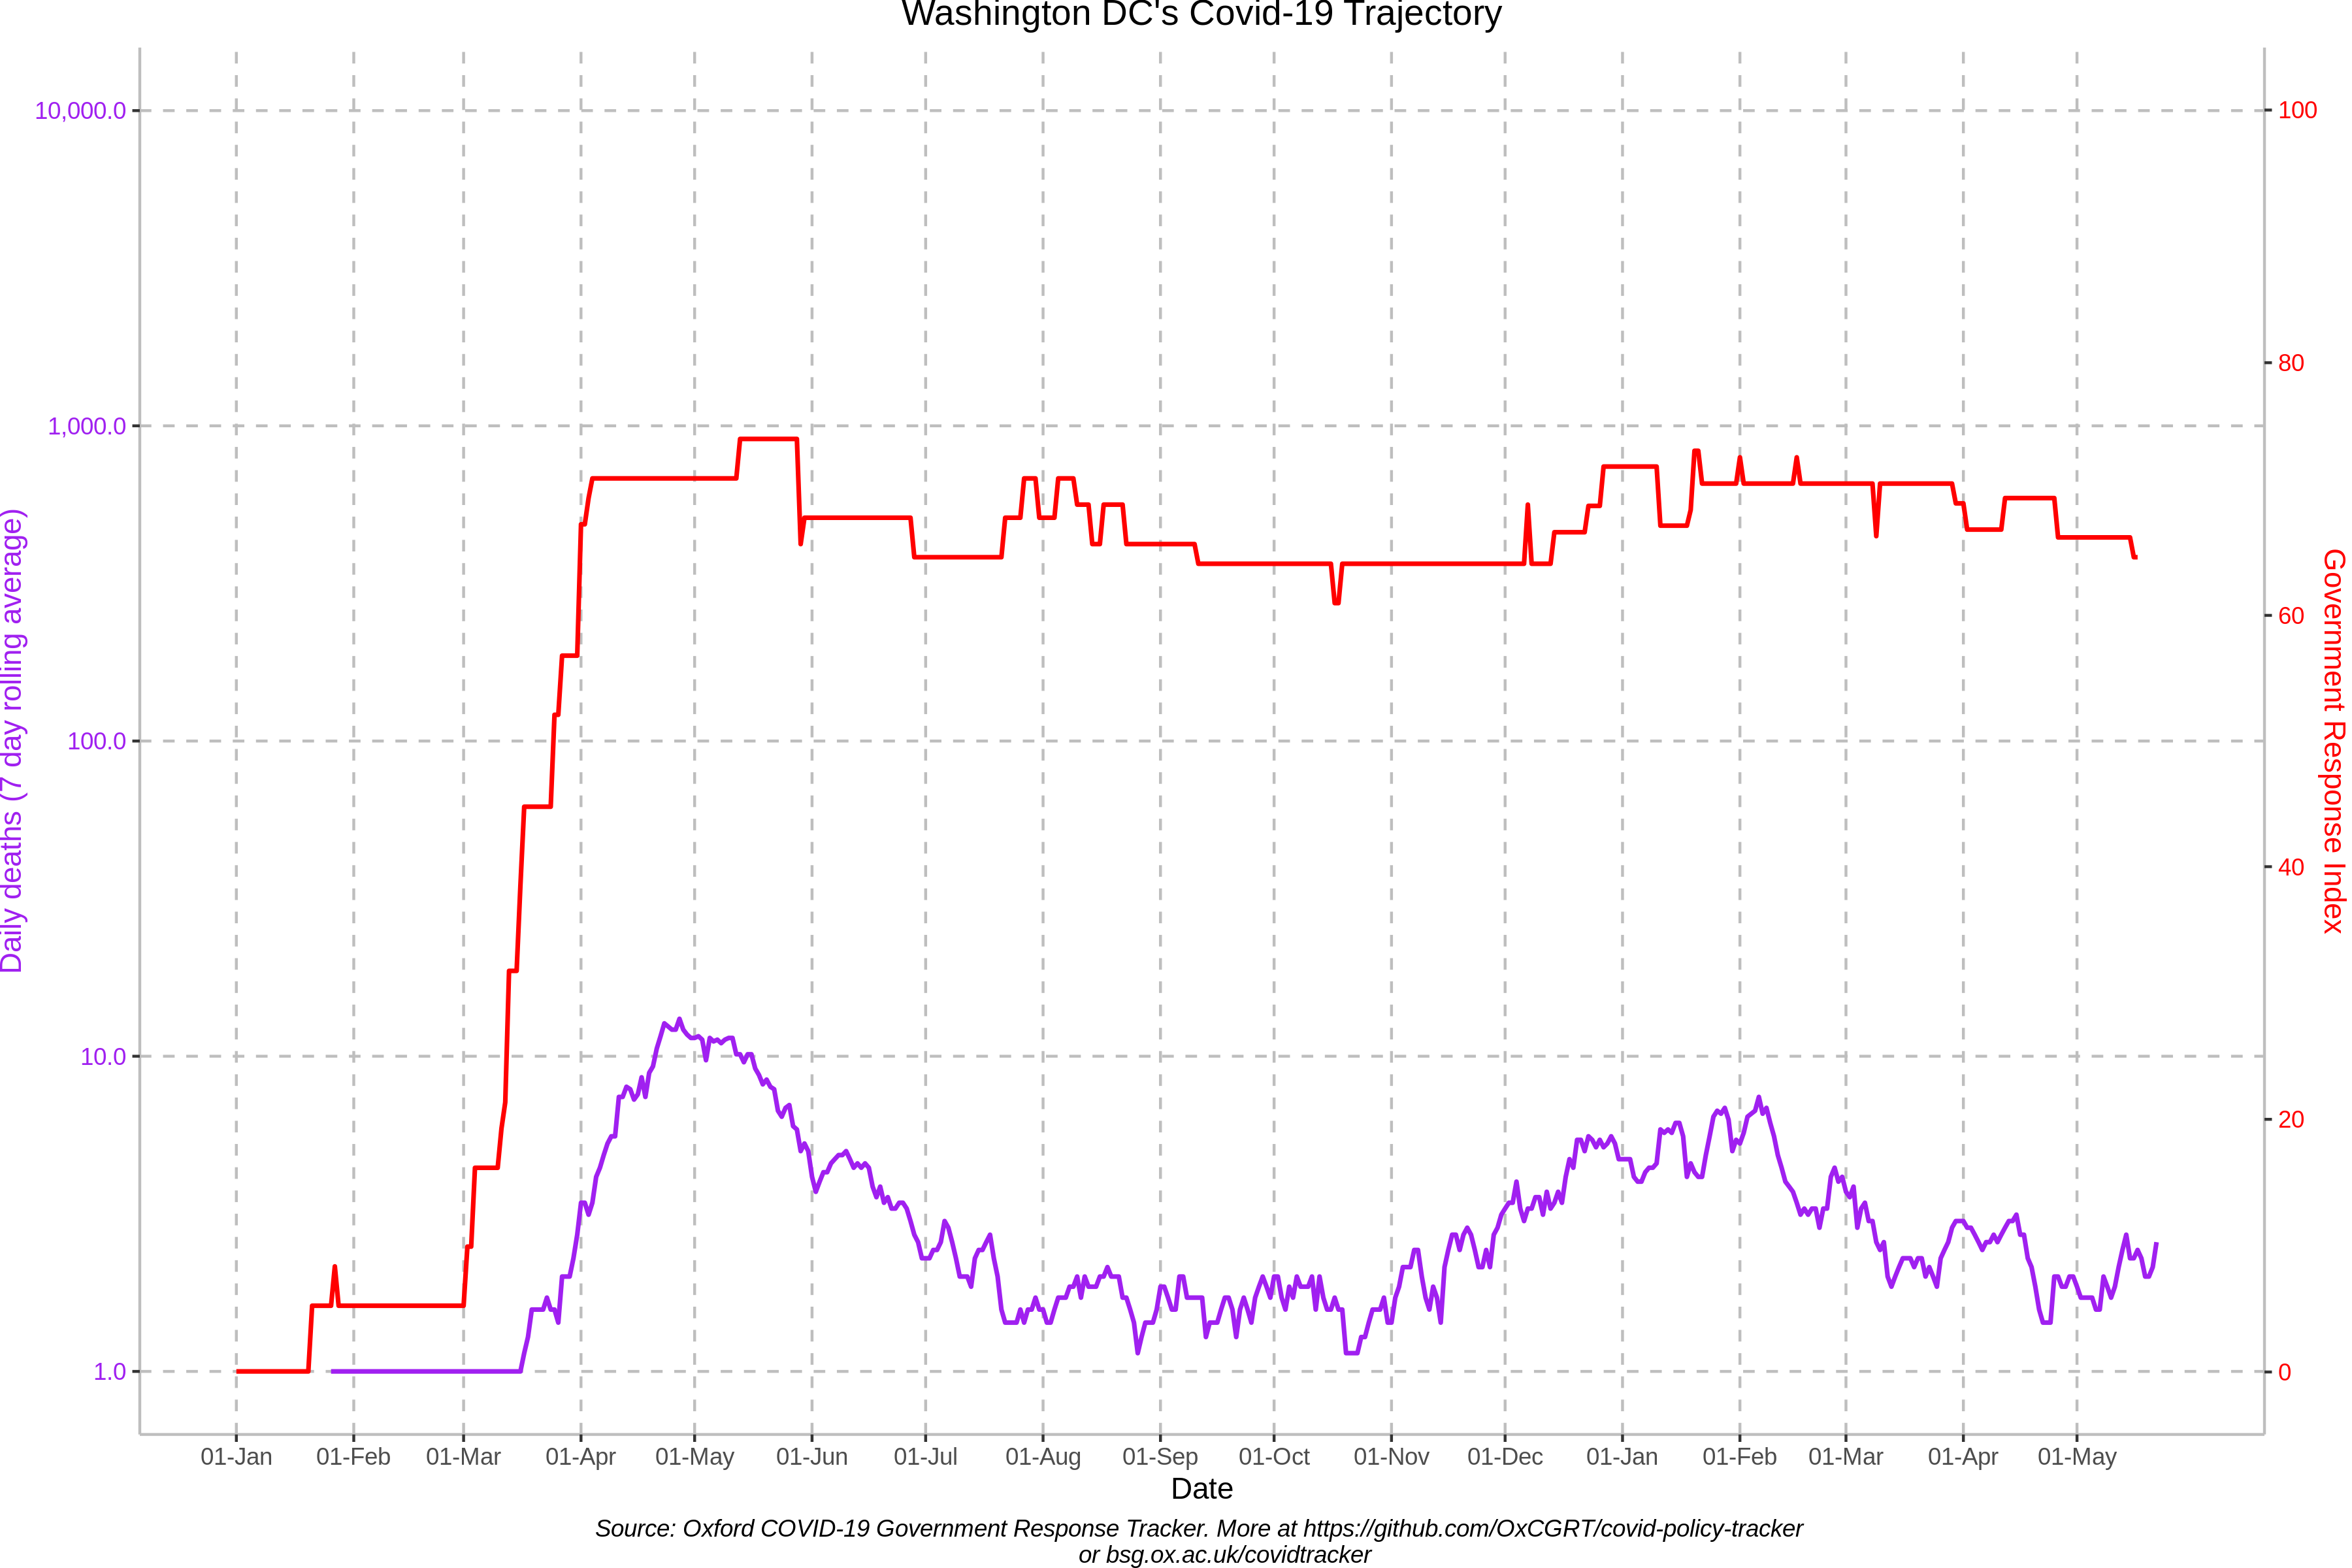 Washington DC's Covid-19 Trajectory
10,000.0
1,000.0
100.0
10.0
1.0
Daily deaths (7 day rolling average)
100
80
60
40
20
0
Government Response Index
01-Jan 01-Feb 01-Mar 01-Apr 01-May 01-Jun 01-Jul 01-Aug 01-Sep 01-Oct 01-Nov 01-Dec 01-Jan 01-Feb 01-Mar 01-Apr 01-May
Date
Source: Oxford COVID-19 Government Response Tracker. More at https://github.com/OxCGRT/covid-policy-tracker
or bsg.ox.ac.uk/covidtracker